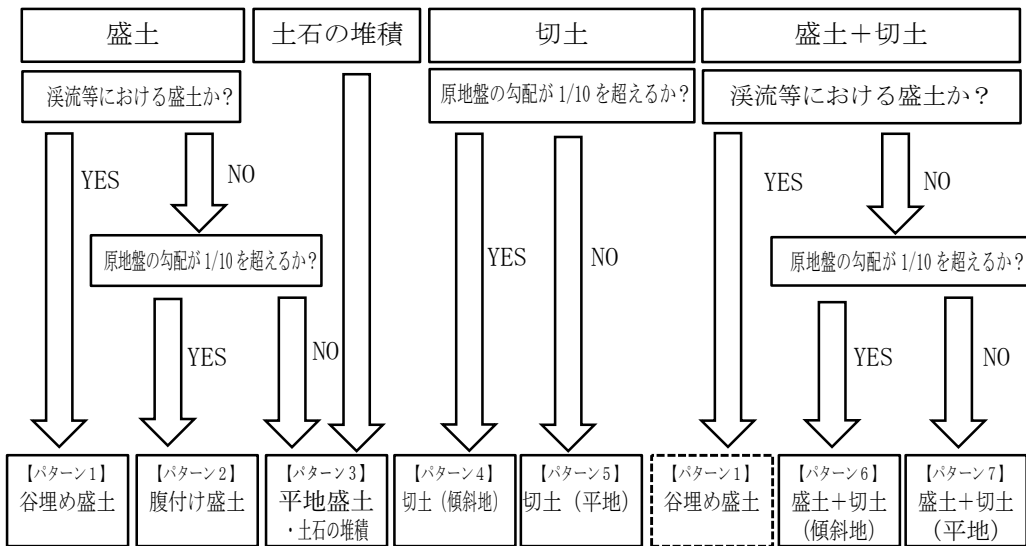 盛土
土石の堆積
切土
盛土＋切土
渓流等における盛土か？
原地盤の勾配が 1/10 を超えるか？
渓流等における盛土か？
YES
NO
YES
NO
YES
NO
原地盤の勾配が 1/10 を超えるか？
原地盤の勾配が 1/10 を超えるか？
YES
NO
YES
NO
【パターン1】
谷埋め盛土
【パターン2】
腹付け盛土
【パターン3】
平地盛土
・土石の堆積
【パターン4】
切土（傾斜地）
【パターン5】
切土（平地）
【パターン1】
谷埋め盛土
【パターン6】
盛土＋切土
（傾斜地）
【パターン7】
盛土＋切土
（平地）